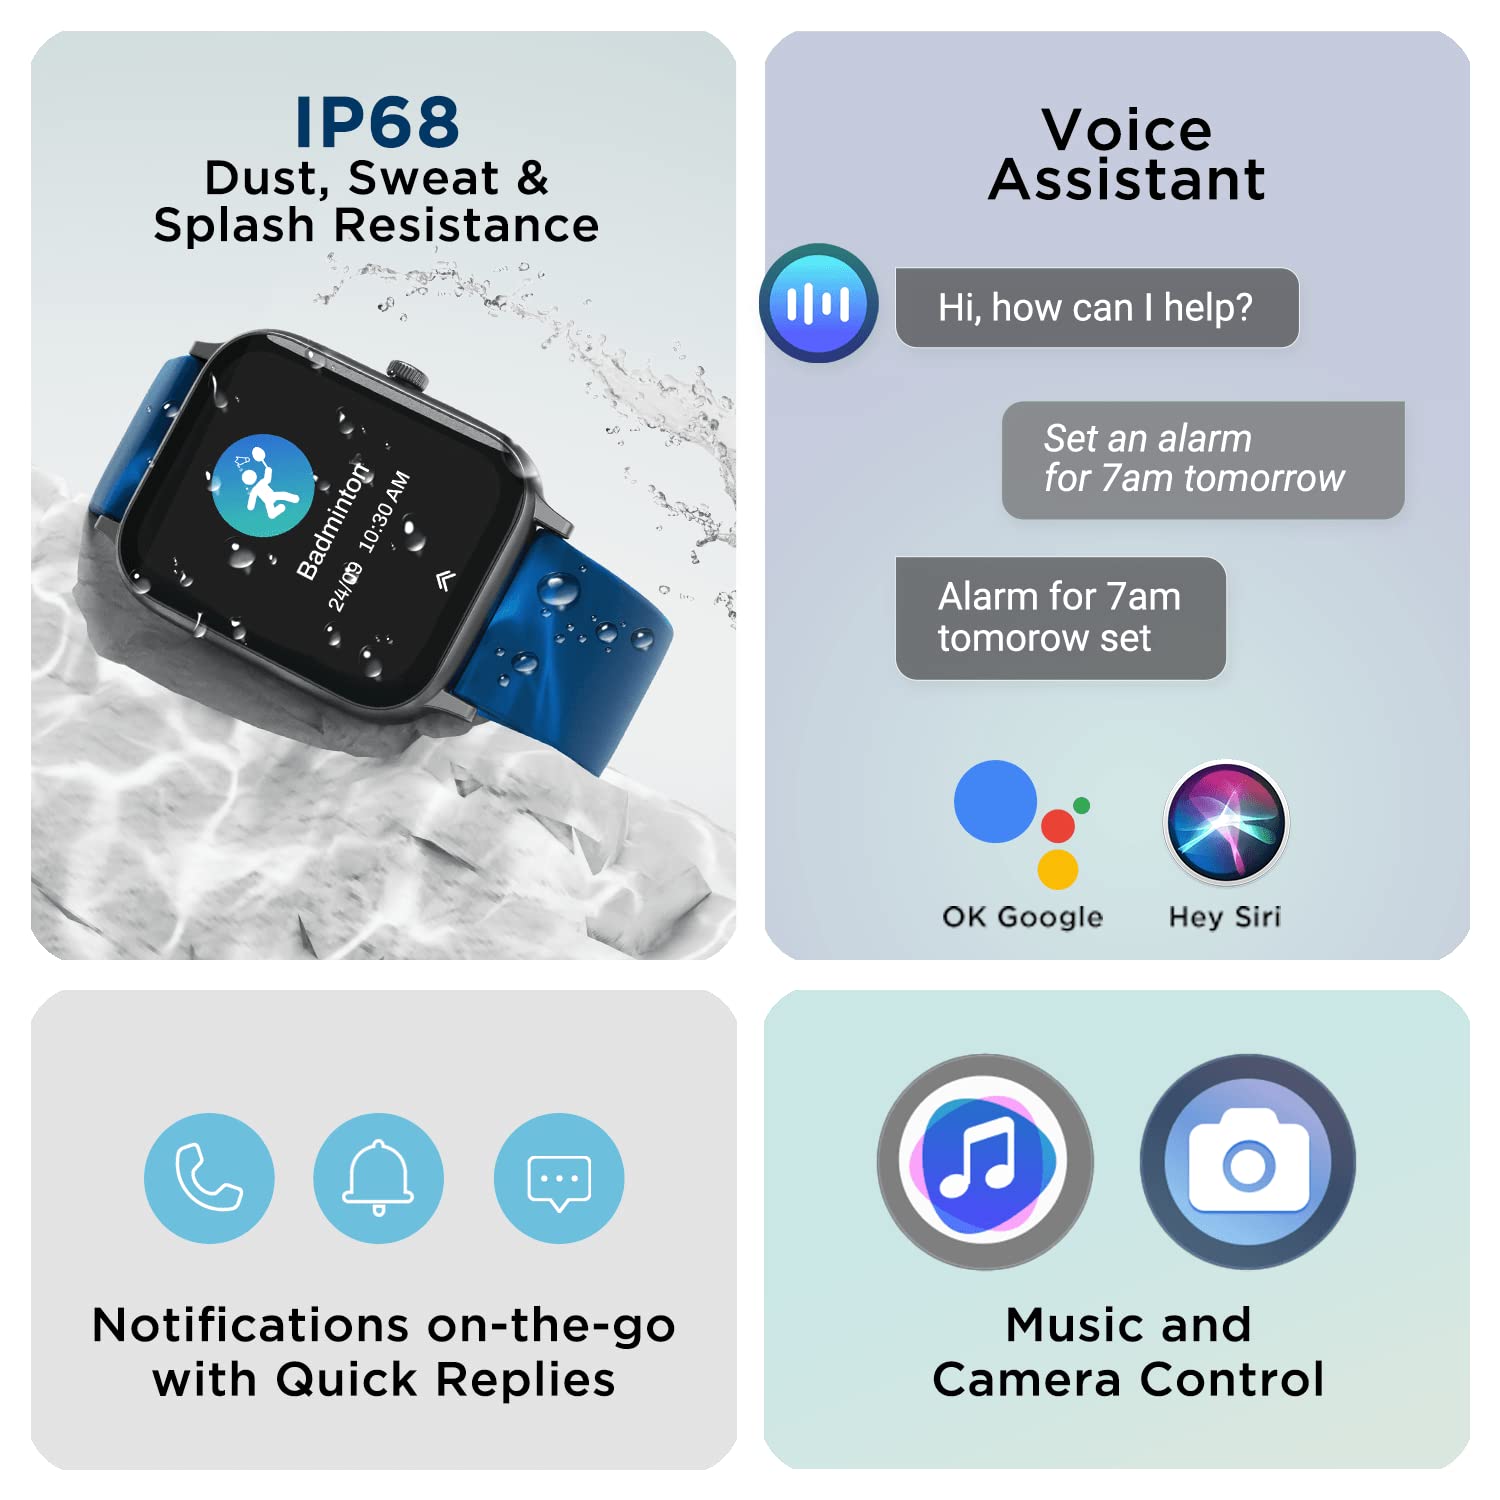 IP68
Dust, Sweat &
Splash Resistance
Badminton
24/09 10:30 AM
Voice
Assistant
Hi, how can I help?
Set an alarm
for 7am tomorrow
Alarm for 7am
tomorow set
OK Google
Hey Siri
Notifications on-the-go
with Quick Replies
Music and
Camera Control